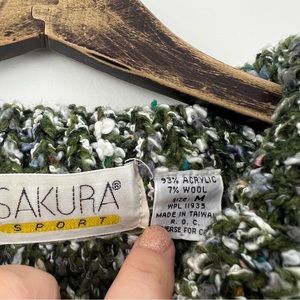 SAKURA®
SPORT
93% ACRYLIC
7% WOOL
SIZE: M
WPL 11935
MADE IN TAIWAN
R. O. C.